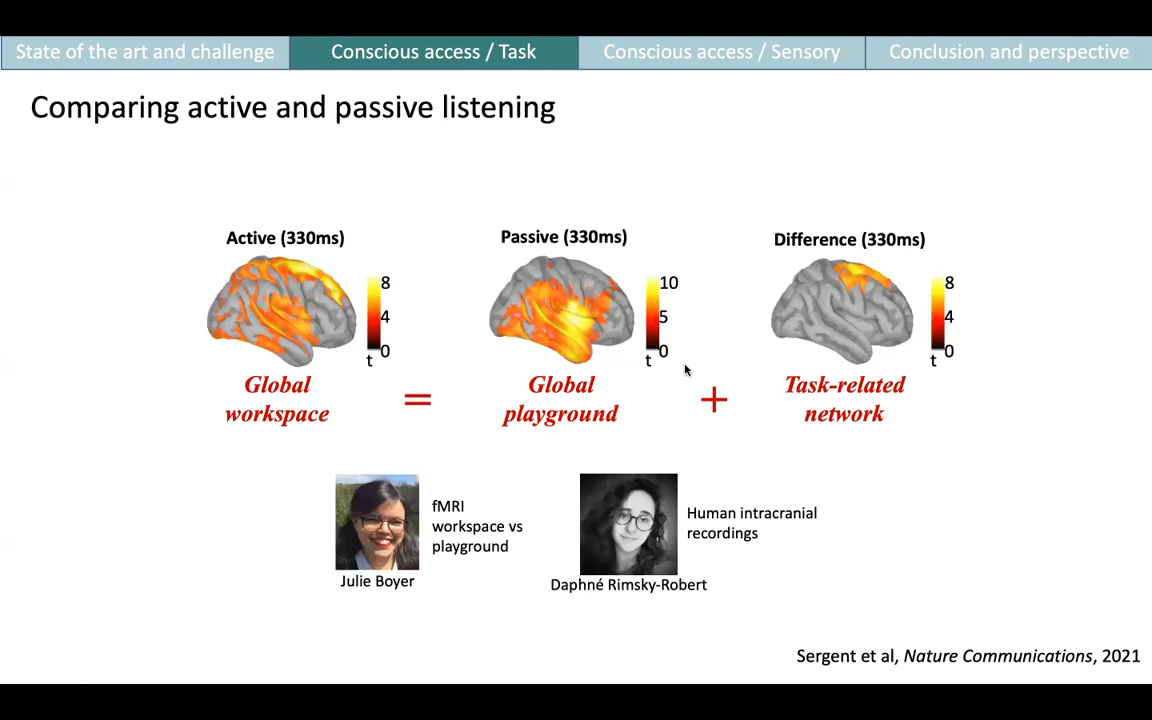 State of the art and challenge
Conscious access / Task
Conscious access / Sensory
Conclusion and perspective
Comparing active and passive listening
Active (330ms)
8
4
0
t
Global
workspace
=
Passive (330ms)
10
5
0
t
Global
playground
+
Difference (330ms)
8
4
0
t
Task-related
network
fMRI
workspace vs
playground
Julie Boyer
Human intracranial
recordings
Daphné Rimsky-Robert
Sergent et al, Nature Communications, 2021